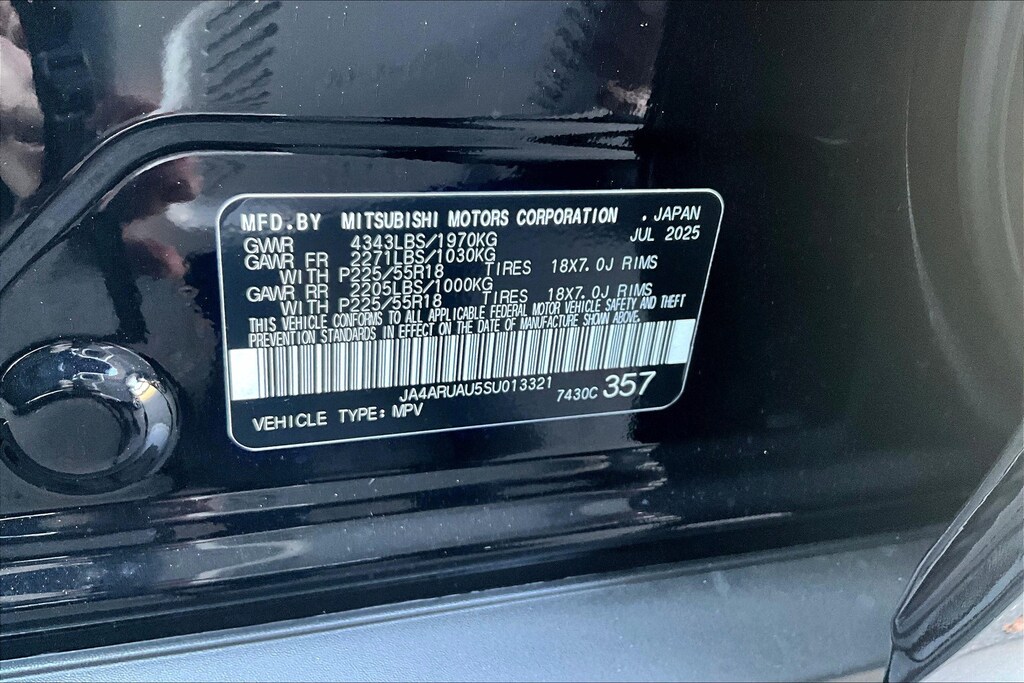 MFD.BY MITSUBISHI MOTORS CORPORATION . JAPAN
JUL 2025
GVWR 4343LBS/1970KG
GAWR FR 2271LBS/1030KG
WITH P225/55R18 TIRES 18X7.0J RIMS
GAWR RR 2205LBS/1000KG
WITH P225/55R18 TIRES 18X7.0J RIMS
THIS VEHICLE CONFORMS TO ALL APPLICABLE FEDERAL MOTOR VEHICLE SAFETY AND THEFT
PREVENTION STANDARDS IN EFFECT ON THE DATE OF MANUFACTURE SHOWN ABOVE.
JA4ARUAU5SU013321
7430C 357
VEHICLE TYPE: MPV